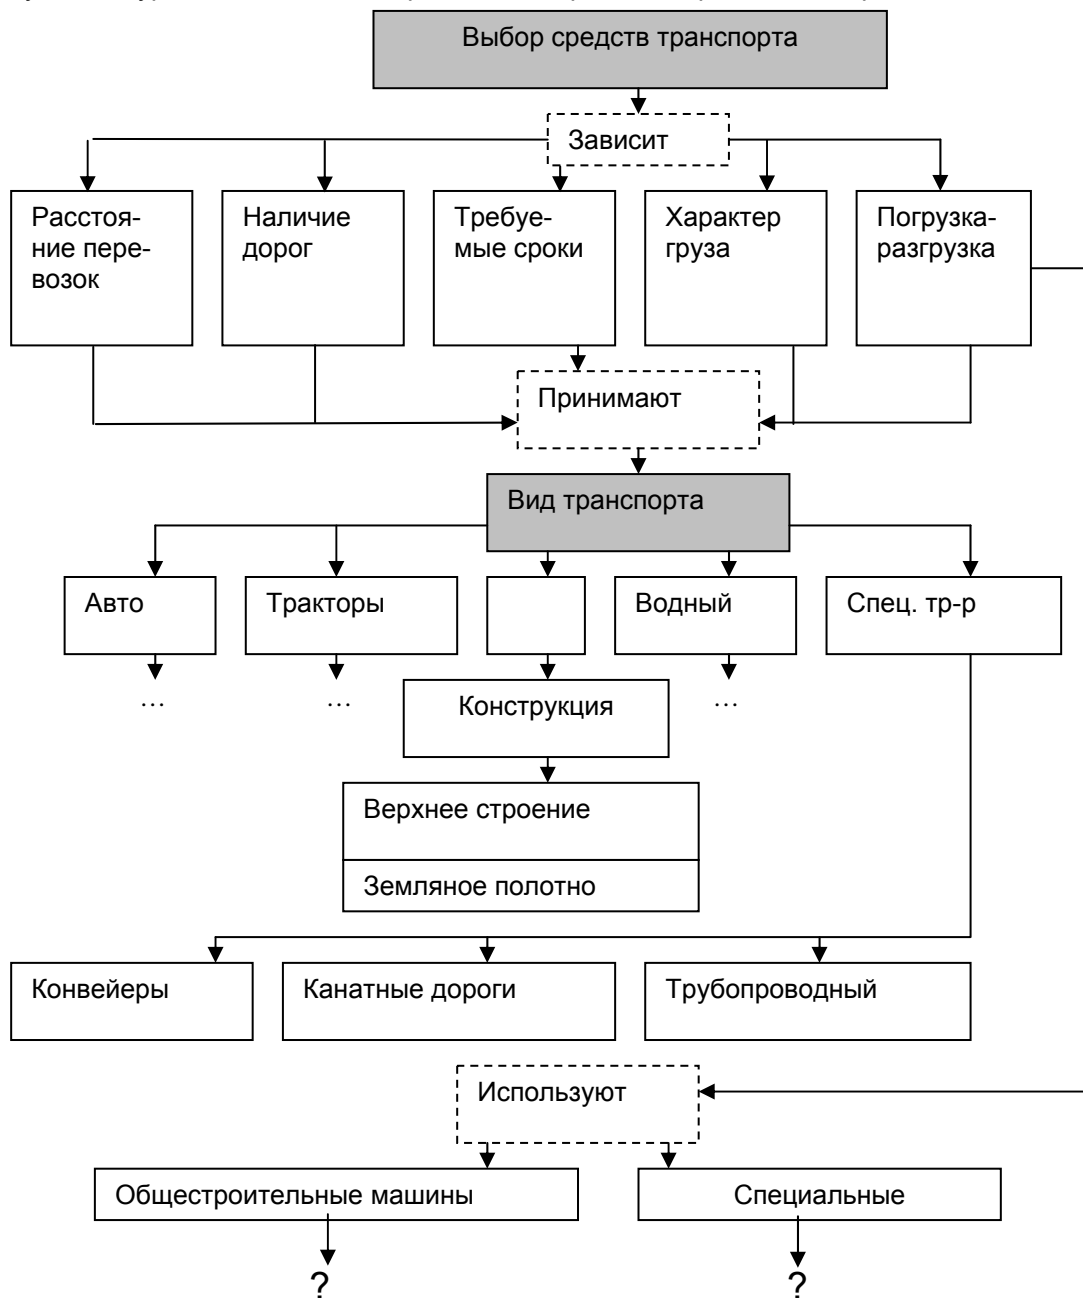 Выбор средств транспорта
Зависит
Расстоя-
ние пере-
возок
Наличие
дорог
Требуе-
мые сроки
Характер
груза
Погрузка-
разгрузка
Принимают
Вид транспорта
Авто
Тракторы
Водный
Спец. тр-р
...
...
...
Конструкция
Верхнее строение
Земляное полотно
Конвейеры
Канатные дороги
Трубопроводный
Используют
Общестроительные машины
Специальные
?
?